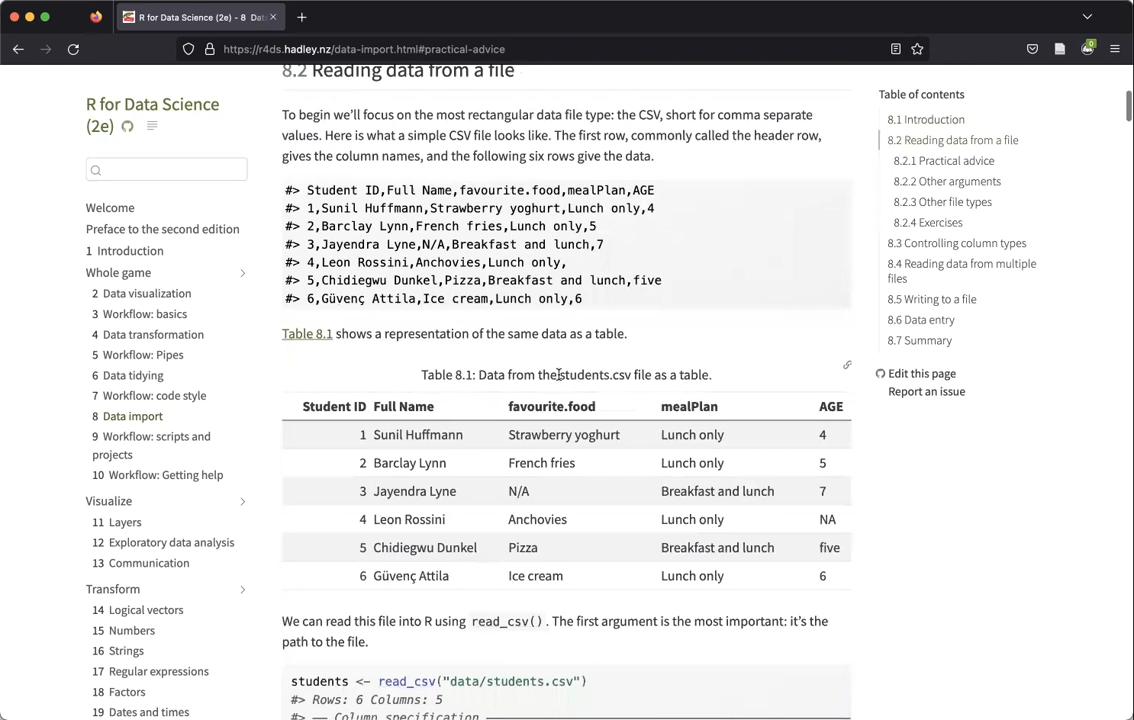 R for Data Science (2e) - 8 Dat
https://r4ds.hadley.nz/data-import.html#practical-advice
0
R for Data Science
(2e)
Welcome
Preface to the second edition
1 Introduction
Whole game
2 Data visualization
3 Workflow: basics
4 Data transformation
5 Workflow: Pipes
6 Data tidying
7 Workflow: code style
8 Data import
9 Workflow: scripts and
projects
10 Workflow: Getting help
Visualize
11 Layers
12 Exploratory data analysis
13 Communication
Transform
14 Logical vectors
15 Numbers
16 Strings
17 Regular expressions
18 Factors
19 Dates and times
8.2 Reading data from a file
To begin we’ll focus on the most rectangular data file type: the CSV, short for comma separate
values. Here is what a simple CSV file looks like. The first row, commonly called the header row,
gives the column names, and the following six rows give the data.
#> Student ID,Full Name,favourite.food,mealPlan,AGE
#> 1,Sunil Huffmann,Strawberry yoghurt,Lunch only,4
#> 2,Barclay Lynn,French fries,Lunch only,5
#> 3,Jayendra Lyne,N/A,Breakfast and lunch,7
#> 4,Leon Rossini,Anchovies,Lunch only,
#> 5,Chidiegwu Dunkel,Pizza,Breakfast and lunch,five
#> 6,Güvenç Attila,Ice cream,Lunch only,6
Table 8.1 shows a representation of the same data as a table.
Table 8.1: Data from the students.csv file as a table.
Student ID Full Name favourite.food mealPlan AGE
1 Sunil Huffmann Strawberry yoghurt Lunch only 4
2 Barclay Lynn French fries Lunch only 5
3 Jayendra Lyne N/A Breakfast and lunch 7
4 Leon Rossini Anchovies Lunch only NA
5 Chidiegwu Dunkel Pizza Breakfast and lunch five
6 Güvenç Attila Ice cream Lunch only 6
We can read this file into R using read_csv(). The first argument is the most important: it’s the
path to the file.
students <- read_csv("data/students.csv")
#> Rows: 6 Columns: 5
#> ── Column specification ────────
Table of contents
8.1 Introduction
8.2 Reading data from a file
8.2.1 Practical advice
8.2.2 Other arguments
8.2.3 Other file types
8.2.4 Exercises
8.3 Controlling column types
8.4 Reading data from multiple
files
8.5 Writing to a file
8.6 Data entry
8.7 Summary
Edit this page
Report an issue